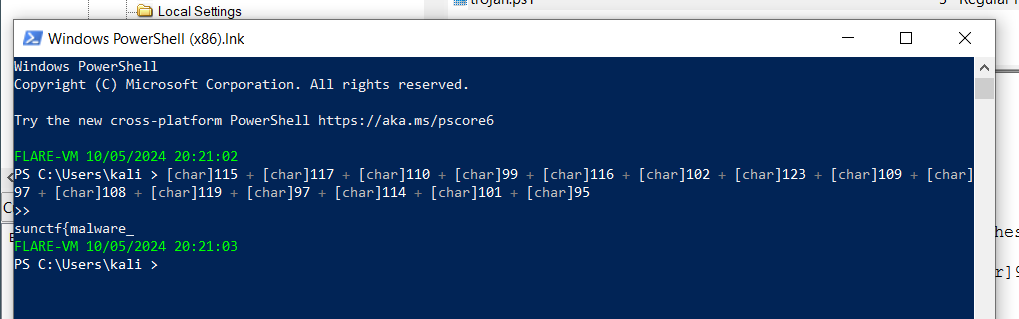 Local Settings
trojan.ps1
Windows PowerShell (x86).lnk
Windows PowerShell
Copyright (C) Microsoft Corporation. All rights reserved.
Try the new cross-platform PowerShell https://aka.ms/pscore6
FLARE-VM 10/05/2024 20:21:02
PS C:\Users\kali > [char]115 + [char]117 + [char]110 + [char]99 + [char]116 + [char]102 + [char]123 + [char]109 + [char]
97 + [char]108 + [char]119 + [char]97 + [char]114 + [char]101 + [char]95
>>
sunctf{malware_
FLARE-VM 10/05/2024 20:21:03
PS C:\Users\kali >